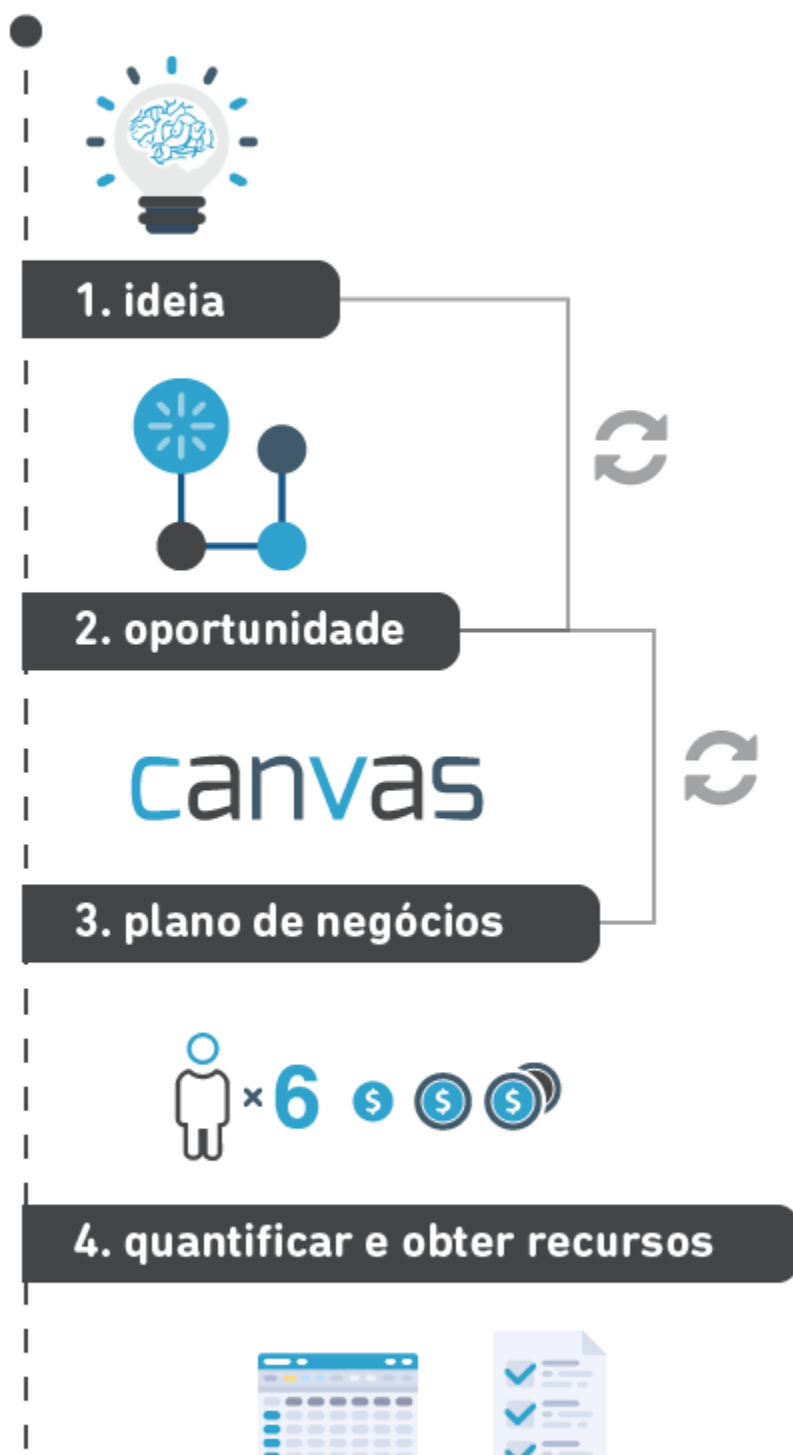 1. ideia
2. oportunidade
canvas
3. plano de negócios
× 6 $ $ $
4. quantificar e obter recursos